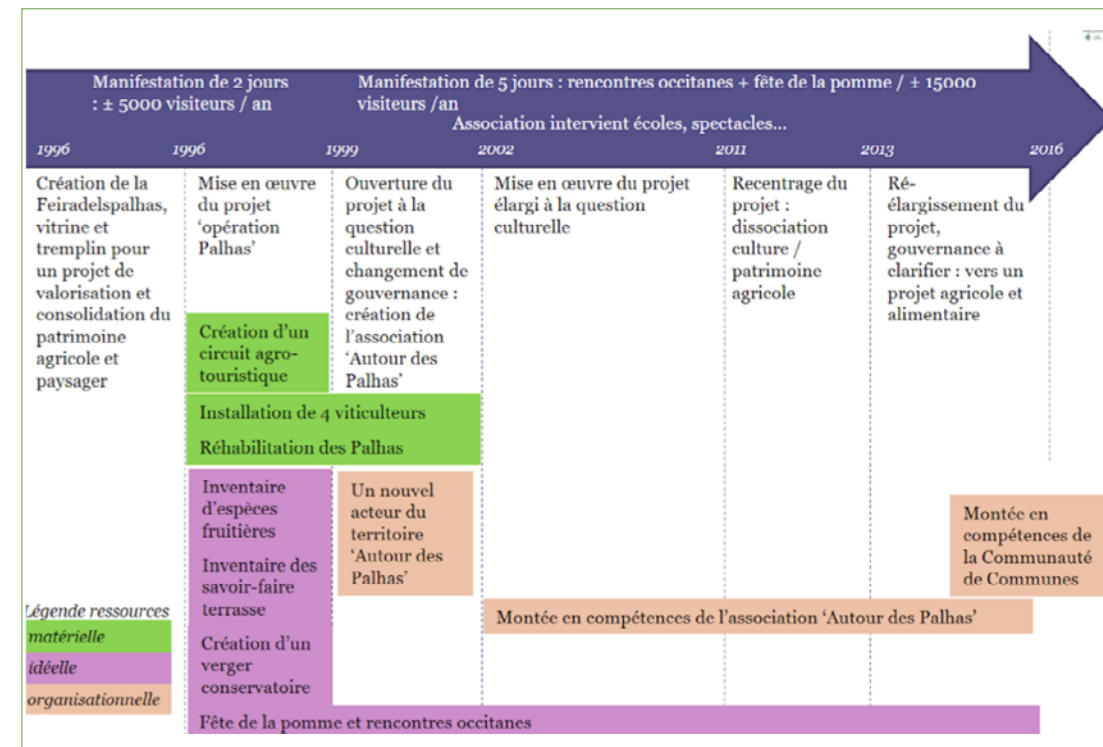 Manifestation de 2 jours
: ± 5000 visiteurs / an
Manifestation de 5 jours : rencontres occitanes + fête de la pomme / ± 15000
visiteurs /an
Association intervient écoles, spectacles...
1996
1996
1999
2002
2011
2013
2016
Création de la
Feiradelspalhas,
vitrine et
tremplin pour
un projet de
valorisation et
consolidation du
patrimoine
agricole et
paysager
Mise en œuvre
du projet
‘opération
Palhas’
Ouverture du
projet à la
question
culturelle et
changement de
gouvernance :
création de
l’association
‘Autour des
Palhas’
Mise en œuvre du projet
élargi à la question
culturelle
Recentrage du
projet :
dissociation
culture /
patrimoine
agricole
Ré-
élargissement du
projet,
gouvernance à
clarifier : vers un
projet agricole et
alimentaire
Création d’un
circuit agro-
touristique
Installation de 4 viticulteurs
Réhabilitation des Palhas
Inventaire
d’espèces
fruitières
Inventaire des
savoir-faire
terrasse
Création d’un
verger
conservatoire
Un nouvel
acteur du
territoire
‘Autour des
Palhas’
Montée en
compétences de
la Communauté
de Communes
Montée en compétences de l’association ‘Autour des Palhas’
Fête de la pomme et rencontres occitanes
Légende ressources
matérielle
idéelle
organisationnelle